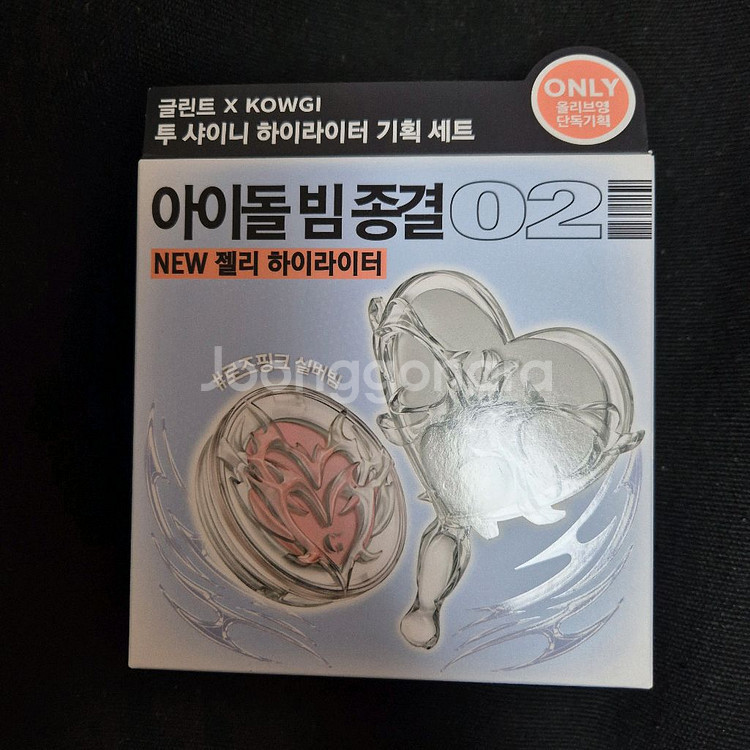 글린트 X KOWGI
투 샤이니 하이라이터 기획 세트
ONLY
올리브영
단독기획
아이돌 빔 종결 02
NEW 젤리 하이라이터
#로즈핑크 실버빔
Joonggonara
G